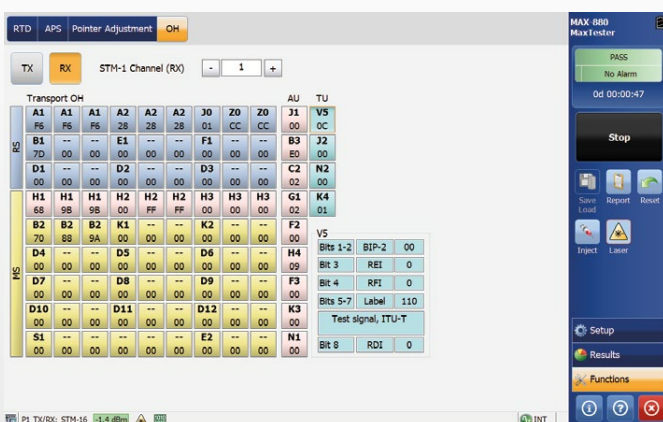 RTD APS Pointer Adjustment OH
TX RX STM-1 Channel (RX) - 1 +
Transport OH AU TU
A1 A1 A1 A2 A2 A2 J0 Z0 Z0 J1 V5
F6 F6 F6 28 28 28 01 CC CC 00 0C
RS
B1 -- -- E1 -- -- F1 -- -- B3 J2
7D 00 00 00 00 00 00 00 00 E0 00
D1 -- -- D2 -- -- D3 -- -- C2 N2
00 00 00 00 00 00 00 00 00 02 00
H1 H1 H1 H2 H2 H2 H3 H3 H3 G1 K4
68 9B 9B 00 FF FF 00 00 00 02 01
B2 B2 B2 K1 -- -- K2 -- -- F2
70 88 9A 00 00 00 00 00 00 00
D4 -- -- D5 -- -- D6 -- -- H4
00 00 00 00 00 00 00 00 00 09
MS
D7 -- -- D8 -- -- D9 -- -- F3
00 00 00 00 00 00 00 00 00 00
D10 -- -- D11 -- -- D12 -- -- K3
00 00 00 00 00 00 00 00 00 00
S1 -- -- -- -- -- E2 -- -- N1
00 00 00 00 00 00 00 00 00 00
V5
Bits 1-2 BIP-2 00
Bit 3 REI 0
Bit 4 RFI 0
Bits 5-7 Label 110
Test signal, ITU-T
Bit 8 RDI 0
P1 TX/RX: STM-16 -1.4 dBm INT
MAX-880
MaxTester
PASS
No Alarm
0d 00:00:47
Stop
Save
Load Report Reset
Inject Laser
Setup
Results
Functions